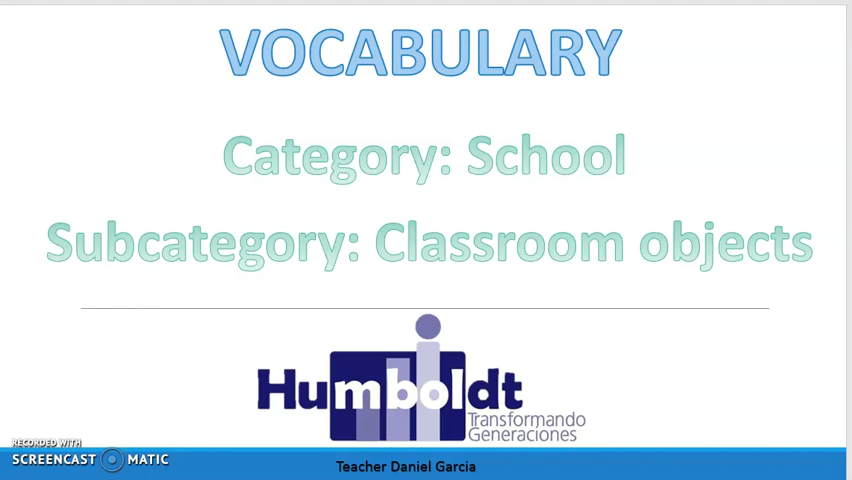 VOCABULARY
Category: School
Subcategory: Classroom objects
Humboldt
Transformando
Generaciones
RECORDED WITH
SCREENCAST MATIC
Teacher Daniel Garcia